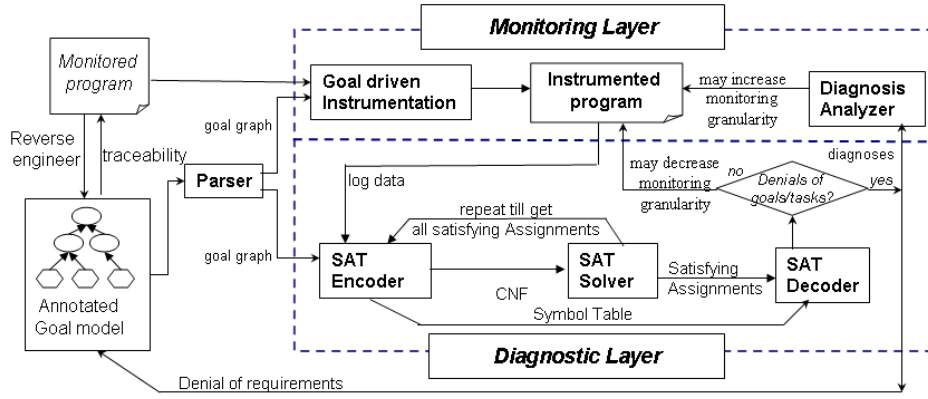 Monitoring Layer
Monitored
program
Goal driven
Instrumentation
Instrumented
program
may increase
monitoring
granularity
Diagnosis
Analyzer
Reverse
engineer
traceability
goal graph
Parser
log data
may decrease
monitoring
granularity
no
Denials of
goals/tasks?
yes
diagnoses
repeat till get
all satisfying Assignments
goal graph
SAT
Encoder
CNF
SAT
Solver
Satisfying
Assignments
SAT
Decoder
Symbol Table
Annotated
Goal model
Diagnostic Layer
Denial of requirements